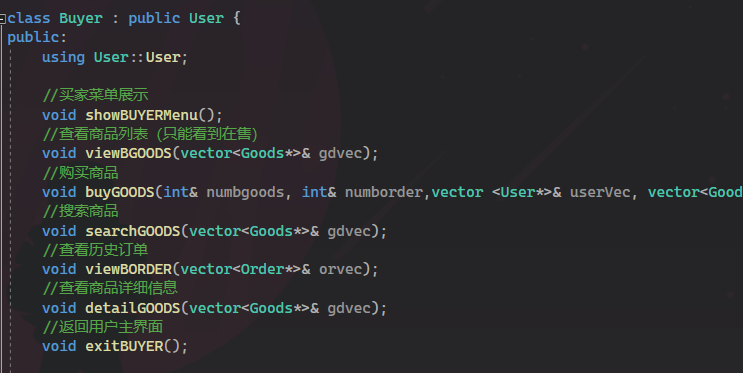 class Buyer : public User {
public:
using User::User;
//买家菜单展示
void showBUYERMenu();
//查看商品列表（只能看到在售）
void viewBGOODS(vector<Goods*>& gdvec);
//购买商品
void buyGOODS(int& numbgoods, int& numborder,vector <User*>& userVec, vector<Good
//搜索商品
void searchGOODS(vector<Goods*>& gdvec);
//查看历史订单
void viewBORDER(vector<Order*>& orvec);
//查看商品详细信息
void detailGOODS(vector<Goods*>& gdvec);
//返回用户主界面
void exitBUYER();